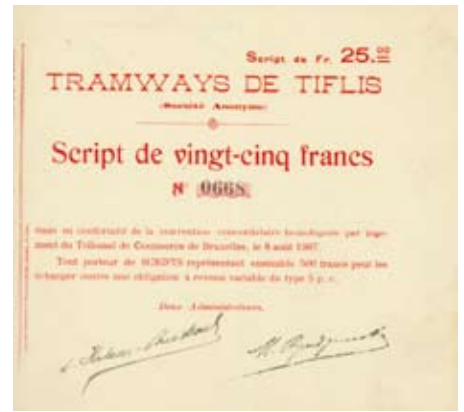 Script de Fr. 25.00
TRAMWAYS DE TIFLIS
(Société Anonyme)
Script de vingt-cinq francs
N° 0668
en conformité de la convention concordataire homologuée par juge-
ment du Tribunal de Commerce de Bruxelles, le 8 août 1907.
Tout porteur de SCRIPTS représentant ensemble 500 francs peut les
échanger contre une obligation à revenu variable du type 5 p. c.
Deux Administrateurs,